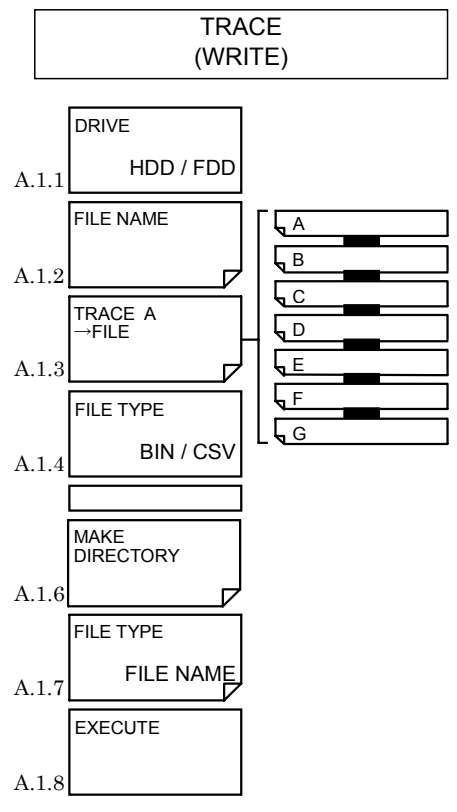 TRACE
(WRITE)
DRIVE
HDD / FDD
A.1.1
FILE NAME
A.1.2
TRACE A
→FILE
A.1.3
A
B
C
D
E
F
G
FILE TYPE
BIN / CSV
A.1.4
MAKE
DIRECTORY
A.1.6
FILE TYPE
FILE NAME
A.1.7
EXECUTE
A.1.8